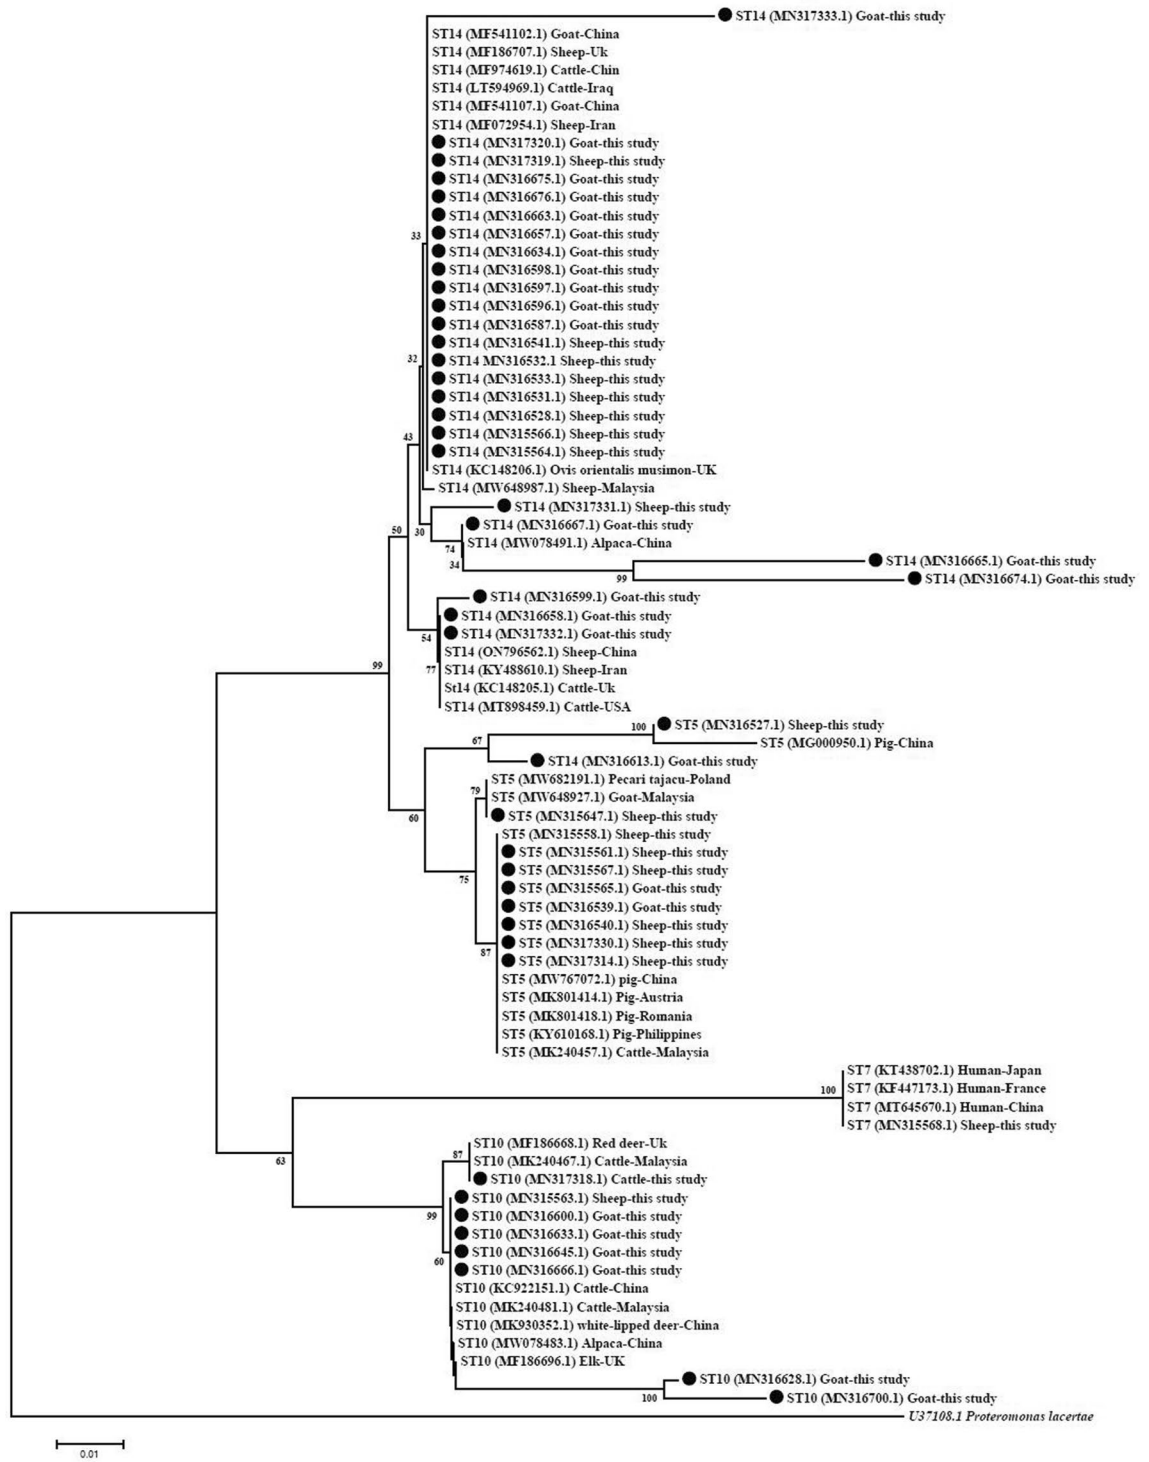 ST14 (MN317333.1) Goat-this study
ST14 (MF541102.1) Goat-China
ST14 (MF186707.1) Sheep-Uk
ST14 (MF974619.1) Cattle-Chin
ST14 (LT594969.1) Cattle-Iraq
ST14 (MF541107.1) Goat-China
ST14 (MF072954.1) Sheep-Iran
ST14 (MN317320.1) Goat-this study
ST14 (MN317319.1) Sheep-this study
ST14 (MN316675.1) Goat-this study
ST14 (MN316676.1) Goat-this study
ST14 (MN316663.1) Goat-this study
33
ST14 (MN316657.1) Goat-this study
ST14 (MN316634.1) Goat-this study
ST14 (MN316598.1) Goat-this study
ST14 (MN316597.1) Goat-this study
ST14 (MN316596.1) Goat-this study
ST14 (MN316587.1) Goat-this study
ST14 (MN316541.1) Sheep-this study
32
ST14 MN316532.1 Sheep-this study
ST14 (MN316533.1) Sheep-this study
ST14 (MN316531.1) Sheep-this study
ST14 (MN316528.1) Sheep-this study
43
ST14 (MN315566.1) Sheep-this study
ST14 (MN315564.1) Sheep-this study
ST14 (KC148206.1) Ovis orientalis musimon-UK
ST14 (MW648987.1) Sheep-Malaysia
ST14 (MN317331.1) Sheep-this study
50
30
ST14 (MN316667.1) Goat-this study
74
ST14 (MW078491.1) Alpaca-China
34
ST14 (MN316665.1) Goat-this study
99
ST14 (MN316674.1) Goat-this study
ST14 (MN316599.1) Goat-this study
ST14 (MN316658.1) Goat-this study
54
ST14 (MN317332.1) Goat-this study
ST14 (ON796562.1) Sheep-China
99
77
ST14 (KY488610.1) Sheep-Iran
St14 (KC148205.1) Cattle-Uk
ST14 (MT898459.1) Cattle-USA
100
ST5 (MN316527.1) Sheep-this study
67
ST5 (MG000950.1) Pig-China
ST14 (MN316613.1) Goat-this study
ST5 (MW682191.1) Pecari tajacu-Poland
79
ST5 (MW648927.1) Goat-Malaysia
60
ST5 (MN315647.1) Sheep-this study
ST5 (MN315558.1) Sheep-this study
ST5 (MN315561.1) Sheep-this study
ST5 (MN315567.1) Sheep-this study
75
ST5 (MN315565.1) Goat-this study
ST5 (MN316539.1) Goat-this study
ST5 (MN316540.1) Sheep-this study
ST5 (MN317330.1) Sheep-this study
87
ST5 (MN317314.1) Sheep-this study
ST5 (MW767072.1) pig-China
ST5 (MK801414.1) Pig-Austria
ST5 (MK801418.1) Pig-Romania
ST5 (KY610168.1) Pig-Philippines
ST5 (MK240457.1) Cattle-Malaysia
ST7 (KT438702.1) Human-Japan
100
ST7 (KF447173.1) Human-France
ST7 (MT645670.1) Human-China
ST7 (MN315568.1) Sheep-this study
ST10 (MF186668.1) Red deer-Uk
87
63
ST10 (MK240467.1) Cattle-Malaysia
ST10 (MN317318.1) Cattle-this study
ST10 (MN315563.1) Sheep-this study
99
ST10 (MN316600.1) Goat-this study
ST10 (MN316633.1) Goat-this study
ST10 (MN316645.1) Goat-this study
60
ST10 (MN316666.1) Goat-this study
ST10 (KC922151.1) Cattle-China
ST10 (MK240481.1) Cattle-Malaysia
ST10 (MK930352.1) white-lipped deer-China
ST10 (MW078483.1) Alpaca-China
ST10 (MF186696.1) Elk-UK
ST10 (MN316628.1) Goat-this study
100
ST10 (MN316700.1) Goat-this study
U37108.1 Proteromonas lacertae
0.01